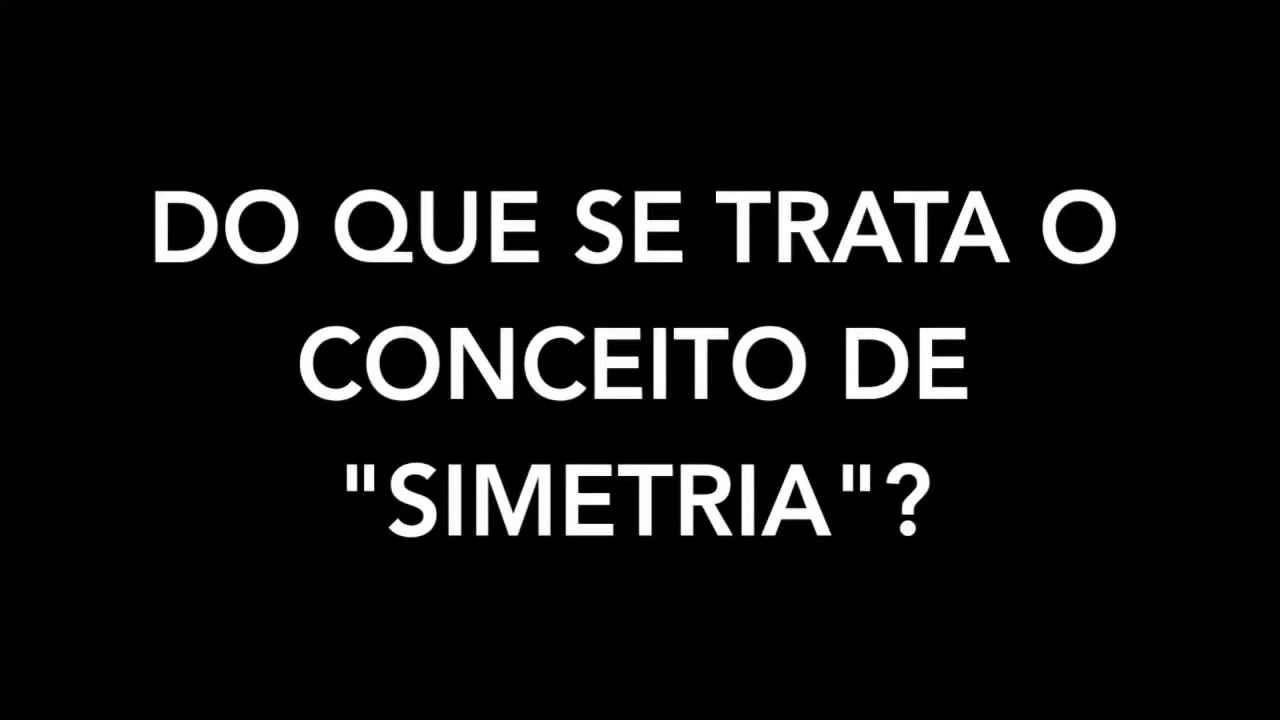 DO QUE SE TRATA O
CONCEITO DE
"SIMETRIA"?